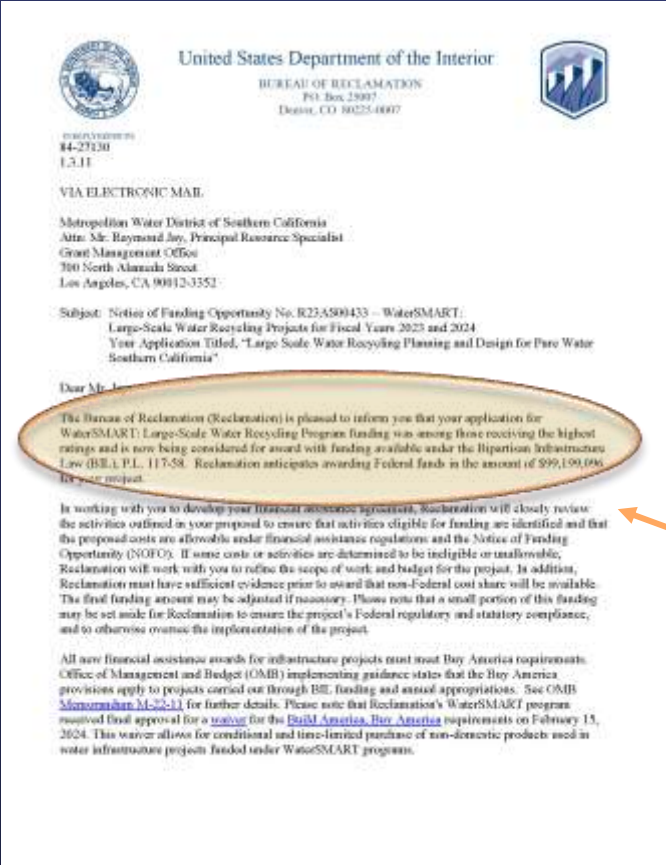 United States Department of the Interior
BUREAU OF RECLAMATION
P.O. Box 25007
Denver, CO 80225-0007
IN REPLY REFER TO:
84-27130
1.3.11
VIA ELECTRONIC MAIL
Metropolitan Water District of Southern California
Attn: Mr. Raymond Jay, Principal Resource Specialist
Grant Management Office
700 North Alameda Street
Los Angeles, CA 90012-3352
Subject: Notice of Funding Opportunity No. R23AS00433 – WaterSMART:
Large-Scale Water Recycling Projects for Fiscal Years 2023 and 2024
Your Application Titled, "Large Scale Water Recycling Planning and Design for Pure Water
Southern California"
Dear Mr.
The Bureau of Reclamation (Reclamation) is pleased to inform you that your application for
WaterSMART: Large-Scale Water Recycling Program funding was among those receiving the highest
ratings and is now being considered for award with funding available under the Bipartisan Infrastructure
Law (BIL), P.L. 117-58. Reclamation anticipates awarding Federal funds in the amount of $99,199,096
for your project.
In working with you to develop your financial assistance agreement, Reclamation will closely review
the activities outlined in your proposal to ensure that activities eligible for funding are identified and that
the proposed costs are allowable under financial assistance regulations and the Notice of Funding
Opportunity (NOFO). If some costs or activities are determined to be ineligible or unallowable,
Reclamation will work with you to refine the scope of work and budget for the project. In addition,
Reclamation must have sufficient evidence prior to award that non-Federal cost share will be available.
The final funding amount may be adjusted if necessary. Please note that a small portion of this funding
may be set aside for Reclamation to ensure the project's Federal regulatory and statutory compliance,
and to otherwise oversee the implementation of the project.
All new financial assistance awards for infrastructure projects must meet Buy America requirements.
Office of Management and Budget (OMB) implementing guidance states that the Buy America
provisions apply to projects carried out through BIL funding and annual appropriations. See OMB
Memorandum M-22-11 for further details. Please note that Reclamation's WaterSMART program
received final approval for a waiver for the Build America, Buy America requirements on February 15,
2024. This waiver allows for conditional and time-limited purchase of non-domestic products used in
water infrastructure projects funded under WaterSMART programs.